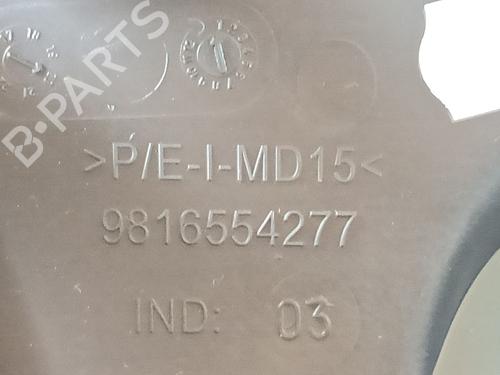 B-PARTS
>P/E-I-MD15<
9816554277
IND: 03